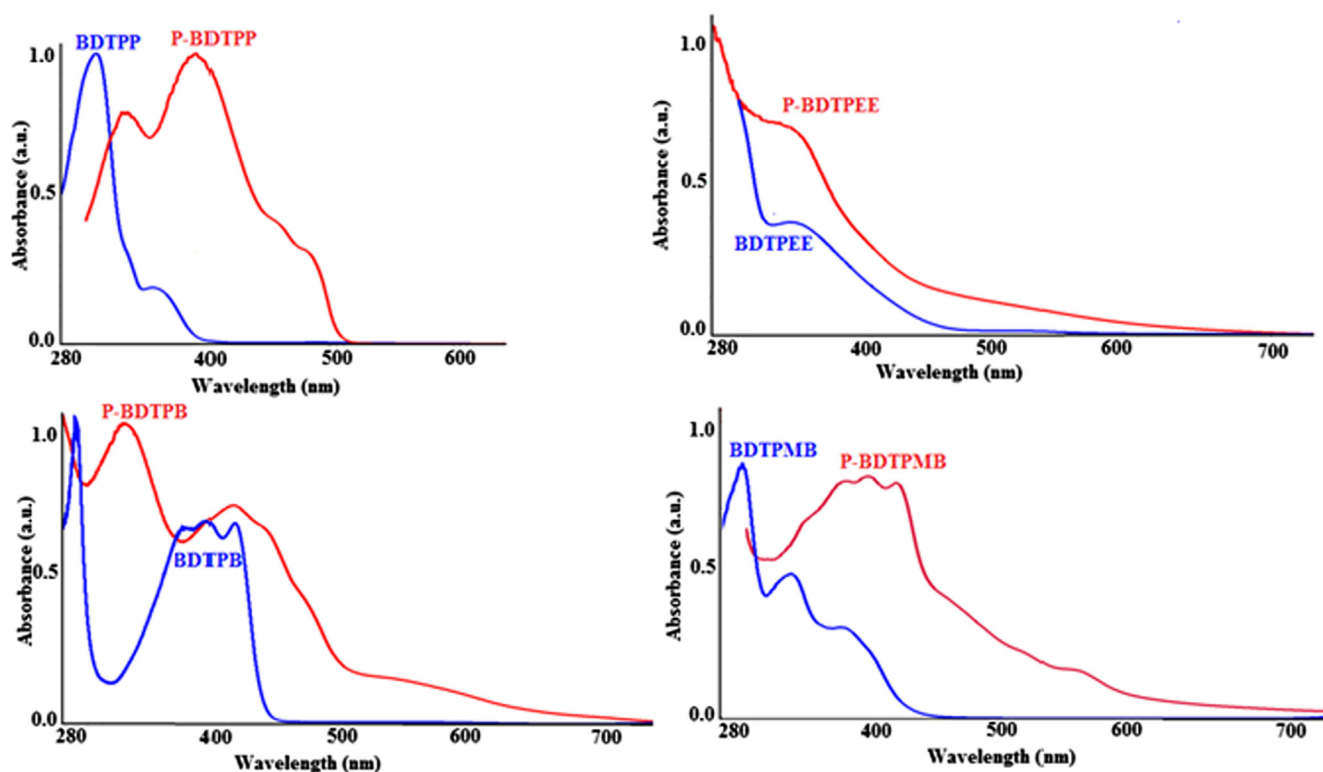 BDTPP P-BDTPP
1.0
0.5
0.0
Absorbance (a.u.)
280 400 500 600
Wavelength (nm)
1.0
P-BDTPEE
0.5
BDTPEE
0.0
Absorbance (a.u.)
280 400 500 600 700
Wavelength (nm)
P-BDTPB
1.0
BDTPB
0.5
0.0
Absorbance (a.u.)
280 400 500 600 700
Wavelength (nm)
1.0
BDTPMB P-BDTPMB
0.5
0.0
Absorbance (a.u.)
280 400 500 600 700
Wavelength (nm)